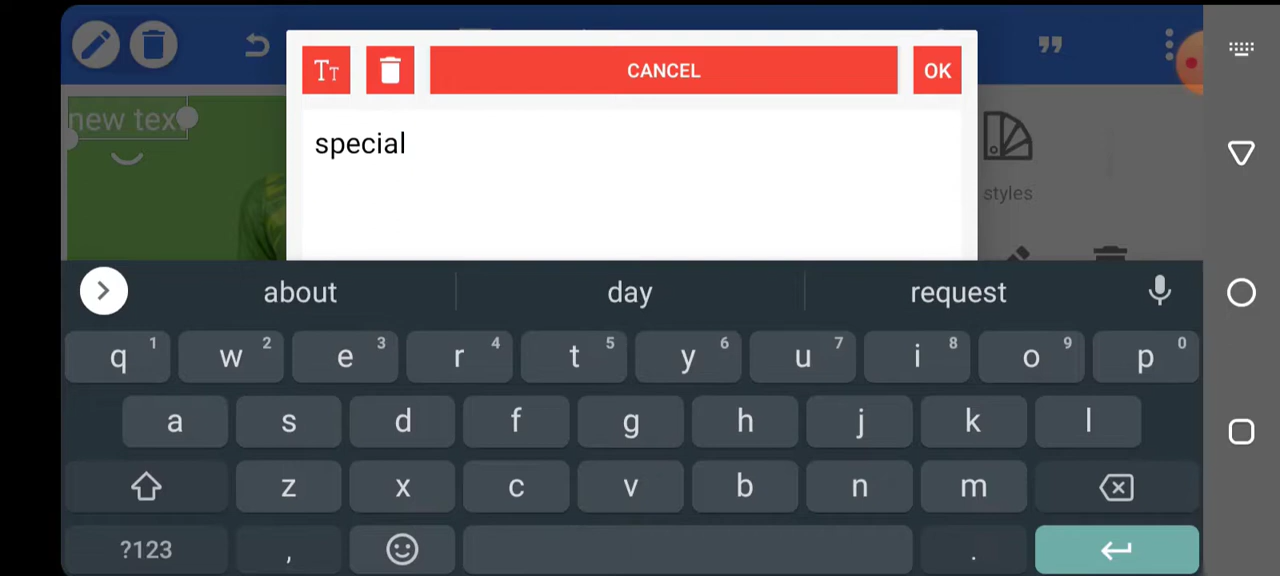 new tex
Tт CANCEL OK
special
styles
about day request
q 1 w 2 e 3 r 4 t 5 y 6 u 7 i 8 o 9 p 0
a s d f g h j k l
z x c v b n m
?123 , .